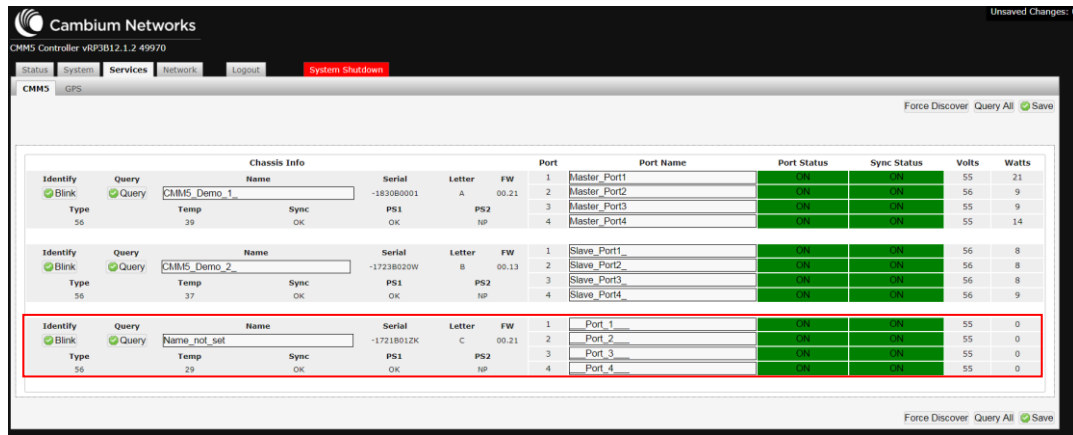 Unsaved Changes:
Cambium Networks
CMM5 Controller vRP3B12.1.2 49970
Status System Services Network Logout System Shutdown
CMM5 GPS
Force Discover Query All Save
Chassis Info Port Port Name Port Status Sync Status Volts Watts
Identify Query Name Serial Letter FW 1 Master_Port1 ON ON 55 21
Blink Query CMM5_Demo_1_ -1830B0001 A 00.21 2 Master_Port2 ON ON 56 9
Type Temp Sync PS1 PS2 3 Master_Port3 ON ON 55 9
56 39 OK OK NP 4 Master_Port4 ON ON 55 14
Identify Query Name Serial Letter FW 1 Slave_Port1_ ON ON 56 8
Blink Query CMM5_Demo_2_ -1723B020W B 00.13 2 Slave_Port2_ ON ON 56 8
Type Temp Sync PS1 PS2 3 Slave_Port3_ ON ON 56 8
56 37 OK OK NP 4 Slave_Port4_ ON ON 56 9
Identify Query Name Serial Letter FW 1 ___Port_1___ ON ON 55 0
Blink Query Name_not_set -1721B01ZK C 00.21 2 ___Port_2___ ON ON 55 0
Type Temp Sync PS1 PS2 3 ___Port_3___ ON ON 55 0
56 29 OK OK NP 4 ___Port_4___ ON ON 55 0
Force Discover Query All Save